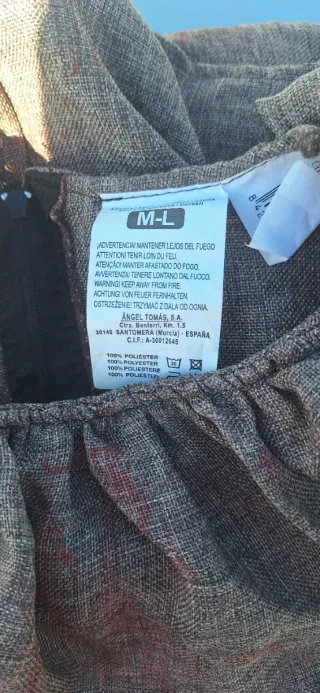 M-L
¡ADVERTENCIA! MANTENER LEJOS DEL FUEGO
ATTENTION! TENIR LOIN DU FEU.
ATENÇÃO! MANTER AFASTADO DO FOGO.
AVVERTENZA! TENERE LONTANO DAL FUOCO.
WARNING! KEEP AWAY FROM FIRE.
ACHTUNG! VON FEUER FERNHALTEN.
OSTRZEŻENIE! TRZYMAĆ Z DALA OD OGNIA.
ÁNGEL TOMÁS, S.A.
Ctra. Benferri, Km. 1.5
30140 SANTOMERA (Murcia) - ESPAÑA
C.I.F.: A-30012045
100% POLIESTER
100% POLYESTER
100% POLIESTERE
100% POLIESTER